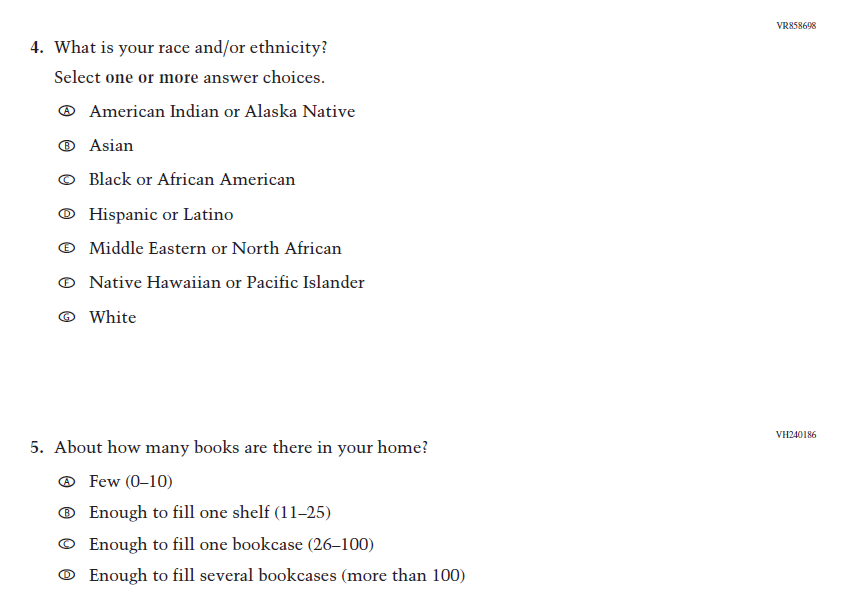 VR858698
4. What is your race and/or ethnicity?
Select one or more answer choices.
A American Indian or Alaska Native
B Asian
C Black or African American
D Hispanic or Latino
E Middle Eastern or North African
F Native Hawaiian or Pacific Islander
G White
VH240186
5. About how many books are there in your home?
A Few (0–10)
B Enough to fill one shelf (11–25)
C Enough to fill one bookcase (26–100)
D Enough to fill several bookcases (more than 100)